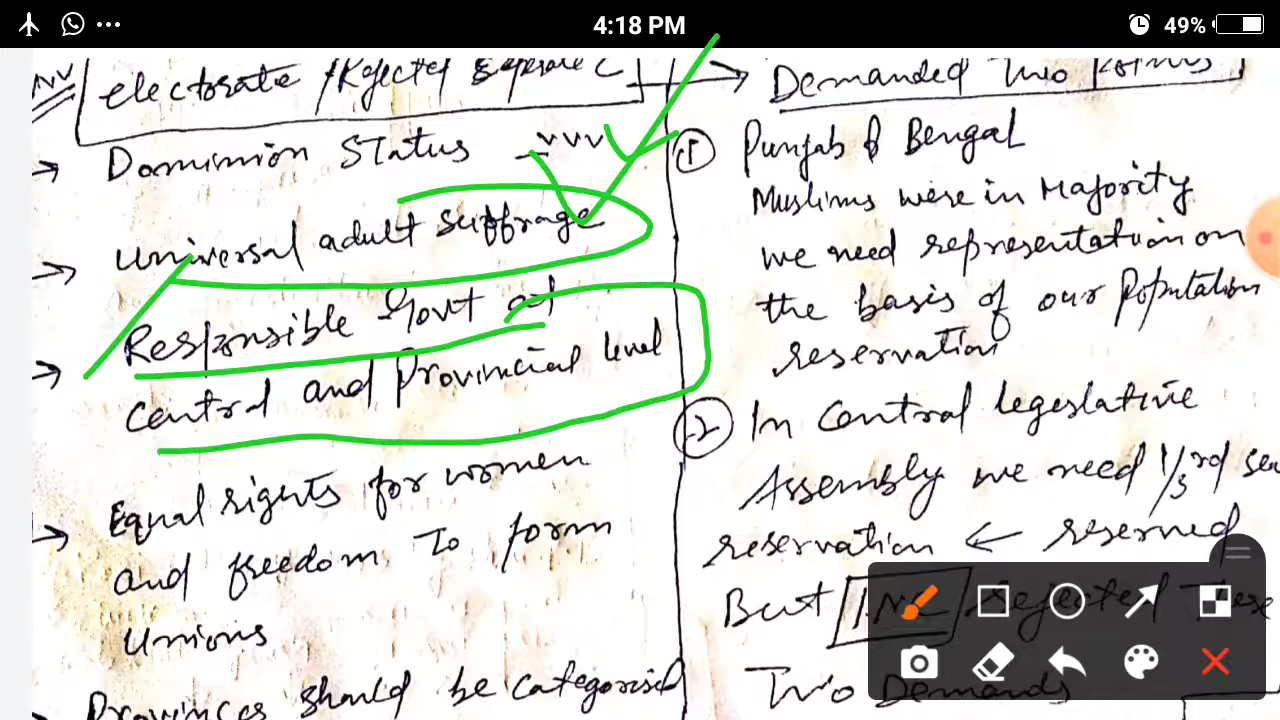 4:18 PM
49%
electorate / Rejected Separate
Dominion Status
Universal adult suffrage
Responsible Govt at
Central and Provincial level
Equal rights for women
and freedom To form
Unions
Provinces should be categorised
Demanded Two
① Punjab & Bengal
Muslims were in Majority
we need representation on
the basis of our Population
reservation
② In Central legeslative
Assembly we need 1/3rd
reservation ← reserved
But I.N.C Rejected These
Two Demands